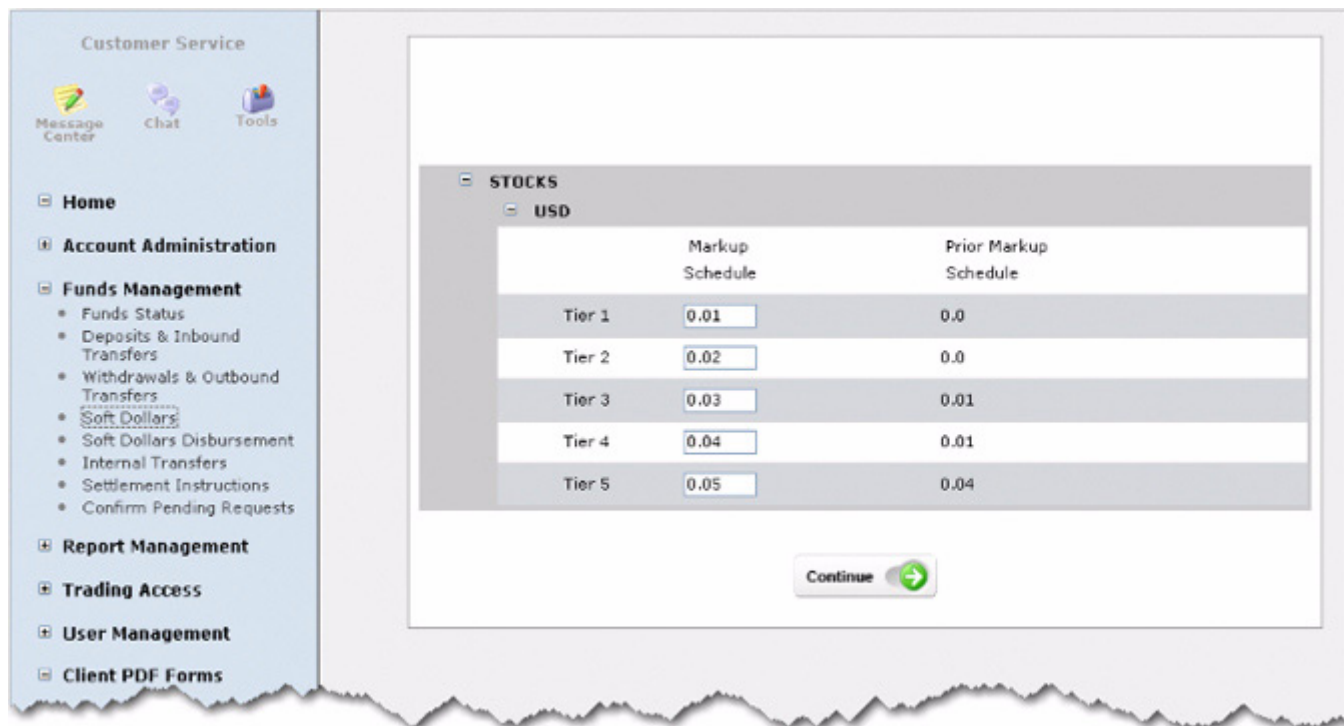 Customer Service
Message Center
Chat
Tools
Home
Account Administration
Funds Management
Funds Status
Deposits & Inbound
Transfers
Withdrawals & Outbound
Transfers
Soft Dollars
Soft Dollars Disbursement
Internal Transfers
Settlement Instructions
Confirm Pending Requests
Report Management
Trading Access
User Management
Client PDF Forms
STOCKS
USD
Markup Schedule
Prior Markup Schedule
Tier 1 0.01 0.0
Tier 2 0.02 0.0
Tier 3 0.03 0.01
Tier 4 0.04 0.01
Tier 5 0.05 0.04
Continue